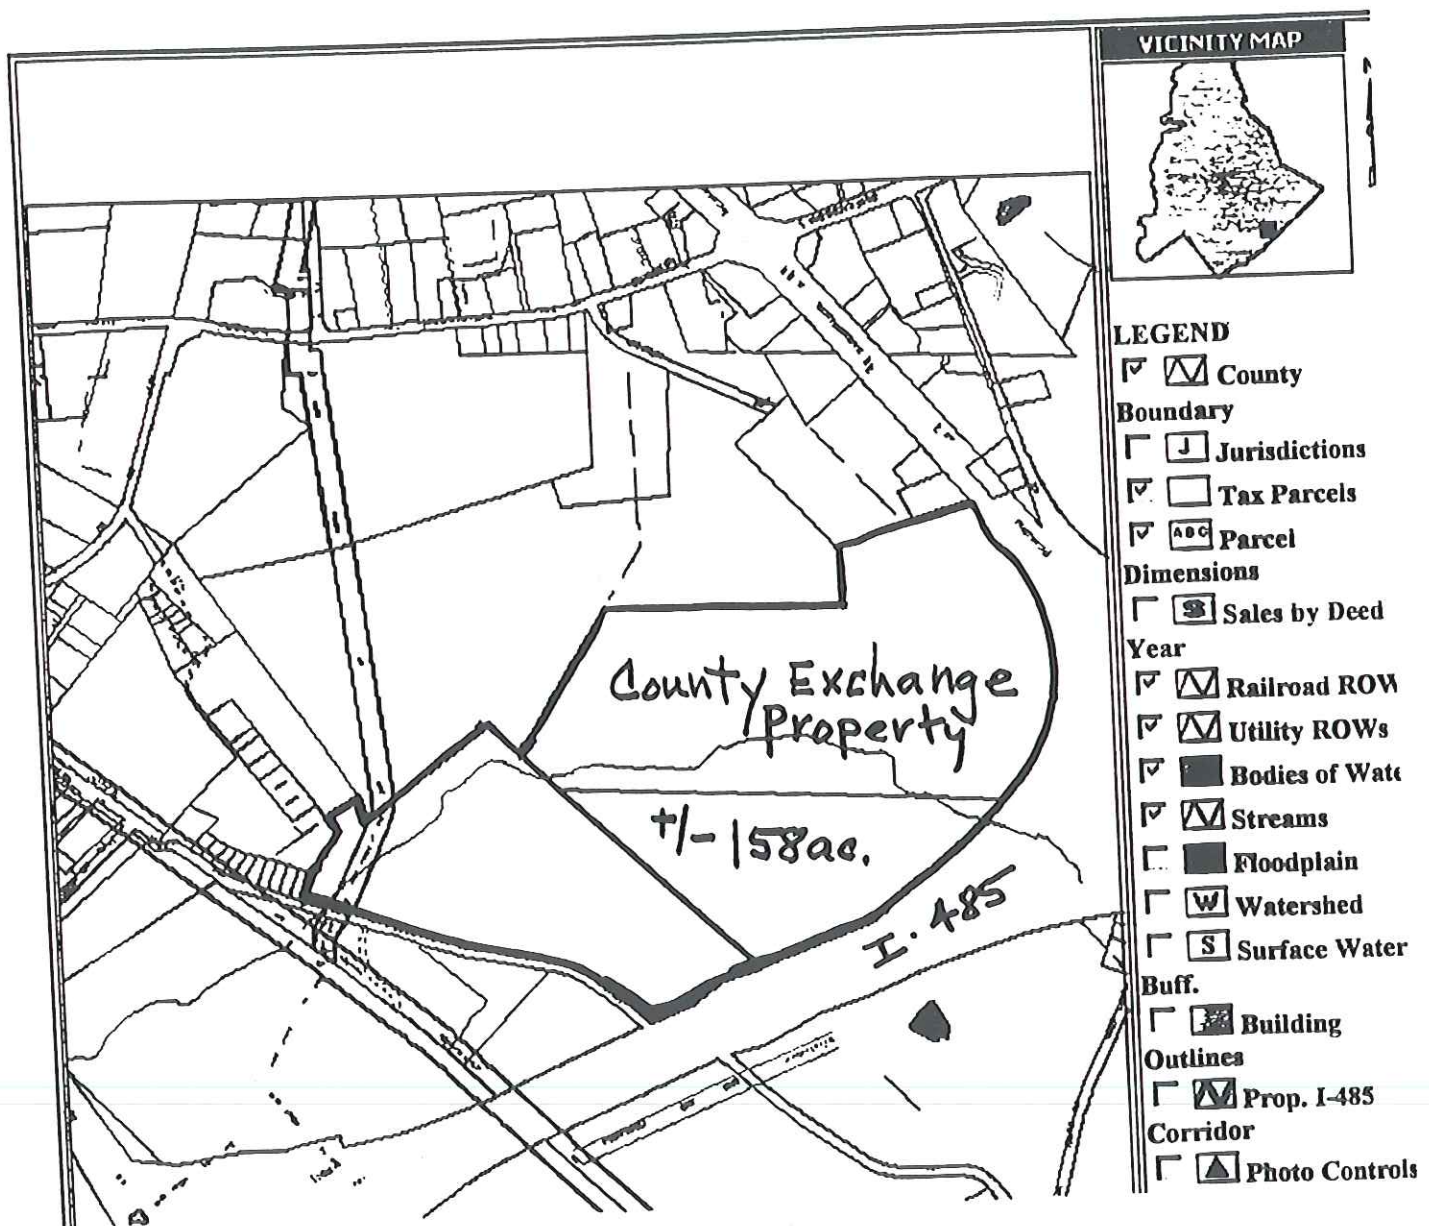 VICINITY MAP
County Exchange
Property
+/- 158ac.
I-485
LEGEND
County
Boundary
J Jurisdictions
Tax Parcels
ABC Parcel
Dimensions
S Sales by Deed
Year
Railroad ROW
Utility ROWs
Bodies of Wate
Streams
Floodplain
W Watershed
S Surface Water
Buff.
Building
Outlines
Prop. I-485
Corridor
Photo Controls